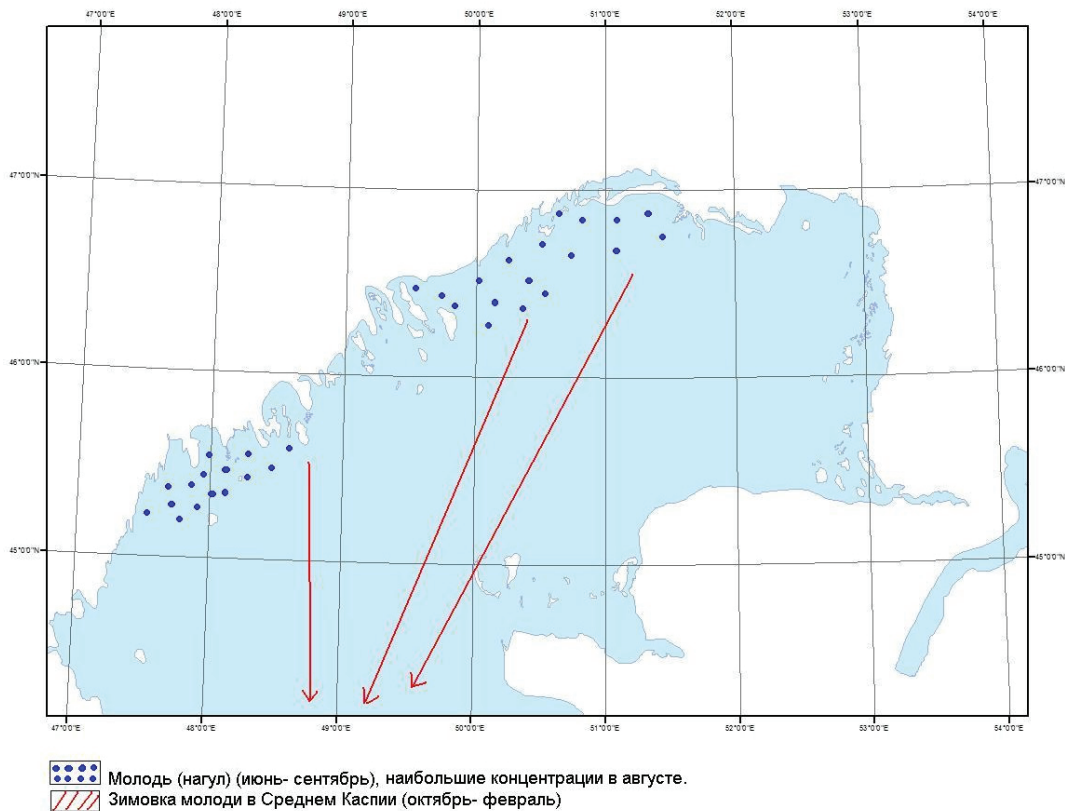 47°0'0"E 48°0'0"E 49°0'0"E 50°0'0"E 51°0'0"E 52°0'0"E 53°0'0"E 54°0'0"E
47°0'0"N 47°0'0"N
46°0'0"N 46°0'0"N
45°0'0"N 45°0'0"N
47°0'0"E 48°0'0"E 49°0'0"E 50°0'0"E 51°0'0"E 52°0'0"E 53°0'0"E 54°0'0"E
Молодь (нагул) (июнь- сентябрь), наибольшие концентрации в августе.
Зимовка молоди в Среднем Каспии (октябрь- февраль)